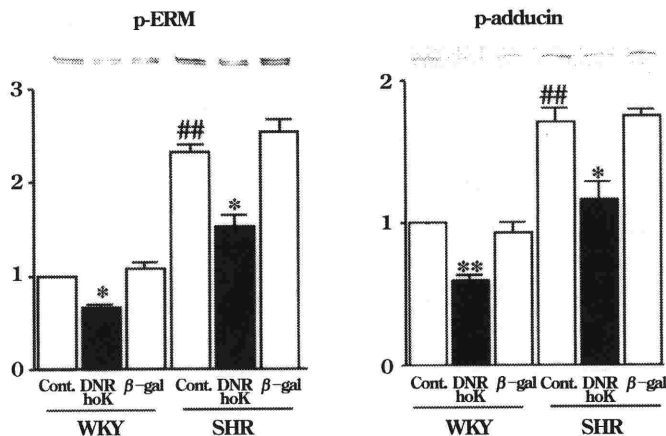 p-ERM
3
2
1
0
##
*
*
Cont. DNR hoK β-gal Cont. DNR hoK β-gal
WKY SHR
p-adducin
2
1
0
##
*
**
Cont. DNR hoK β-gal Cont. DNR hoK β-gal
WKY SHR